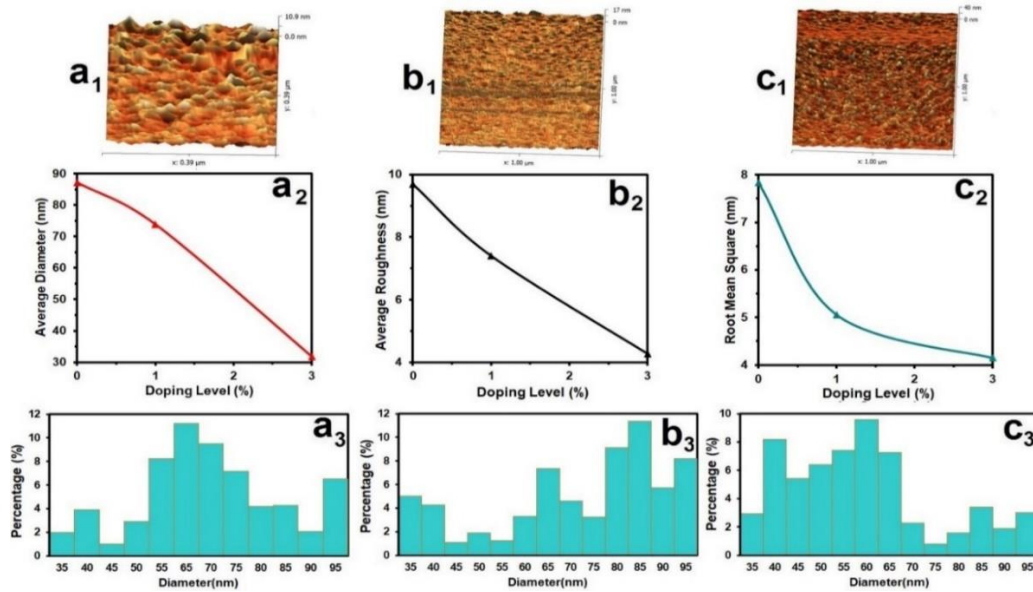 a1
10.9 nm
0.0 nm
y: 0.39 µm
x: 0.39 µm
b1
17 nm
0 nm
y: 1.00 µm
x: 1.00 µm
c1
40 nm
0 nm
y: 1.00 µm
x: 1.00 µm
a2
Average Diameter (nm)
90
80
70
60
50
40
30
0 1 2 3
Doping Level (%)
b2
Average Roughness (nm)
10
8
6
4
0 1 2 3
Doping Level (%)
c2
Root Mean Square (nm)
8
7
6
5
4
0 1 2 3
Doping Level (%)
a3
Percentage (%)
12
10
8
6
4
2
0
35 40 45 50 55 65 70 75 80 85 90 95
Diameter(nm)
b3
Percentage (%)
12
10
8
6
4
2
0
35 40 45 50 55 60 65 70 75 80 85 90 95
Diameter(nm)
c3
Percentage (%)
10
8
6
4
2
0
35 40 45 50 55 60 65 70 75 80 85 90 95
Diameter(nm)